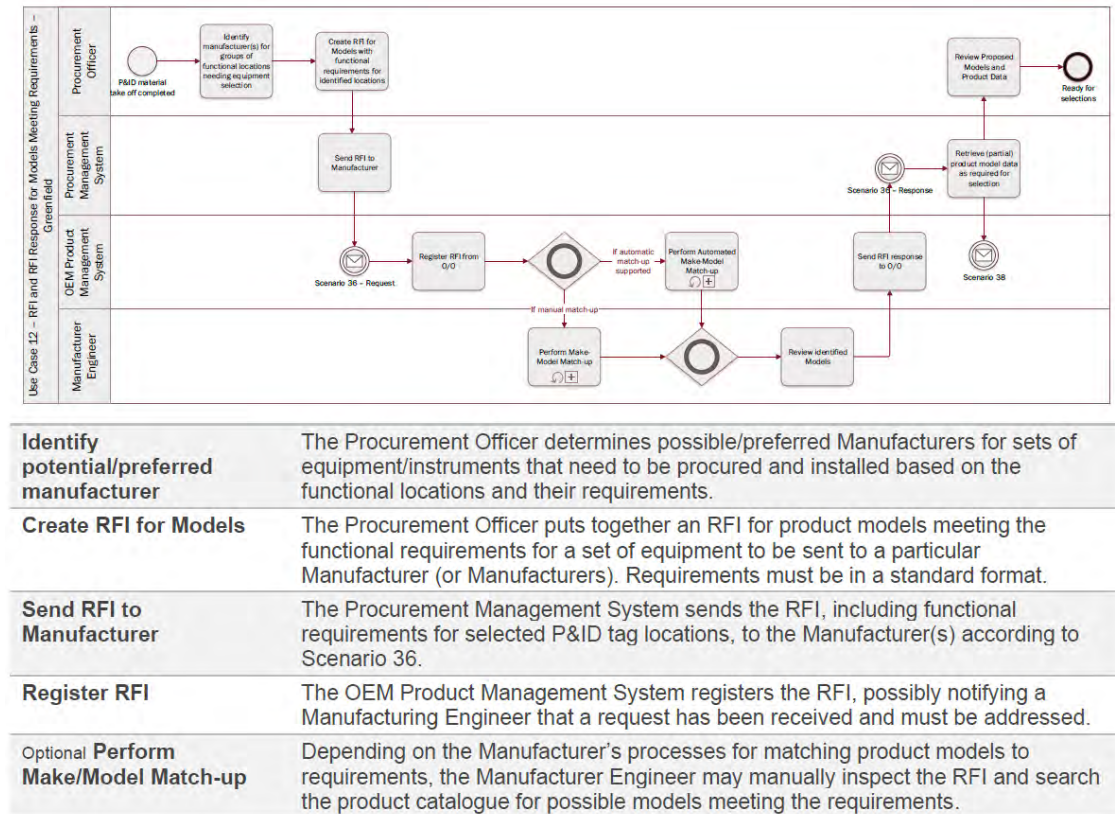 Use Case 12 – RFI and RFI Response for Models Meeting Requirements –
Greenfield
Procurement
Officer
P&ID material
take off completed
Identify
manufacturer(s) for
groups of
functional locations
needing equipment
selection
Create RFI for
Models with
functional
requirements for
identified locations
Review Proposed
Models and
Product Data
Ready for
selections
Procurement
Management
System
Send RFI to
Manufacturer
Scenario 36 – Response
Retrieve (partial)
product model data
as required for
selection
OEM Product
Management
System
Scenario 36 – Request
Register RFI from
O/O
If automatic
match-up
supported
Perform Automated
Make-Model
Match-up
Send RFI response
to O/O
Scenario 38
If manual match-up
Manufacturer
Engineer
Perform Make-
Model Match-up
Review identified
Models
Identify
potential/preferred
manufacturer
The Procurement Officer determines possible/preferred Manufacturers for sets of
equipment/instruments that need to be procured and installed based on the
functional locations and their requirements.
Create RFI for Models
The Procurement Officer puts together an RFI for product models meeting the
functional requirements for a set of equipment to be sent to a particular
Manufacturer (or Manufacturers). Requirements must be in a standard format.
Send RFI to
Manufacturer
The Procurement Management System sends the RFI, including functional
requirements for selected P&ID tag locations, to the Manufacturer(s) according to
Scenario 36.
Register RFI
The OEM Product Management System registers the RFI, possibly notifying a
Manufacturing Engineer that a request has been received and must be addressed.
Optional Perform
Make/Model Match-up
Depending on the Manufacturer's processes for matching product models to
requirements, the Manufacturer Engineer may manually inspect the RFI and search
the product catalogue for possible models meeting the requirements.